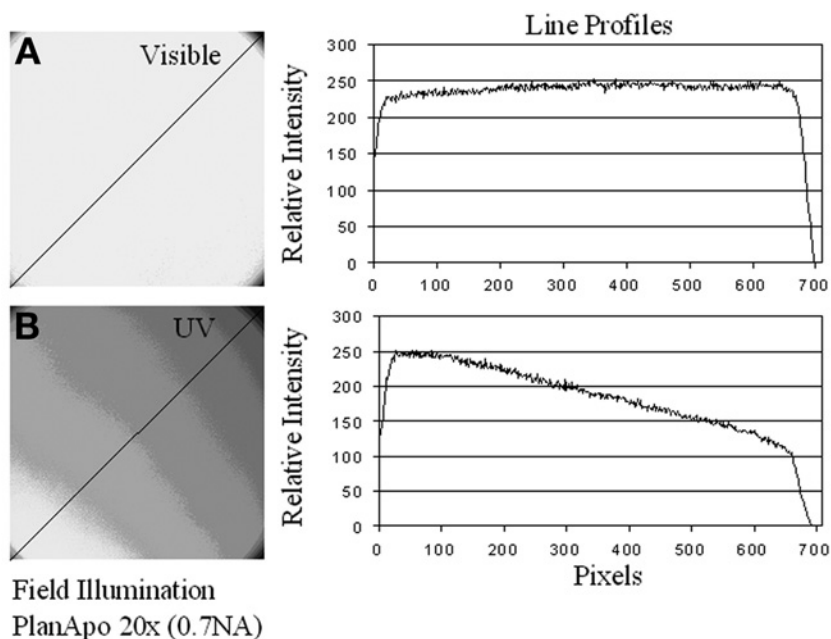 Line Profiles
A
Visible
Relative Intensity
300
250
200
150
100
50
0
0 100 200 300 400 500 600 700
B
UV
Relative Intensity
300
250
200
150
100
50
0
0 100 200 300 400 500 600 700
Pixels
Field Illumination
PlanApo 20x (0.7NA)